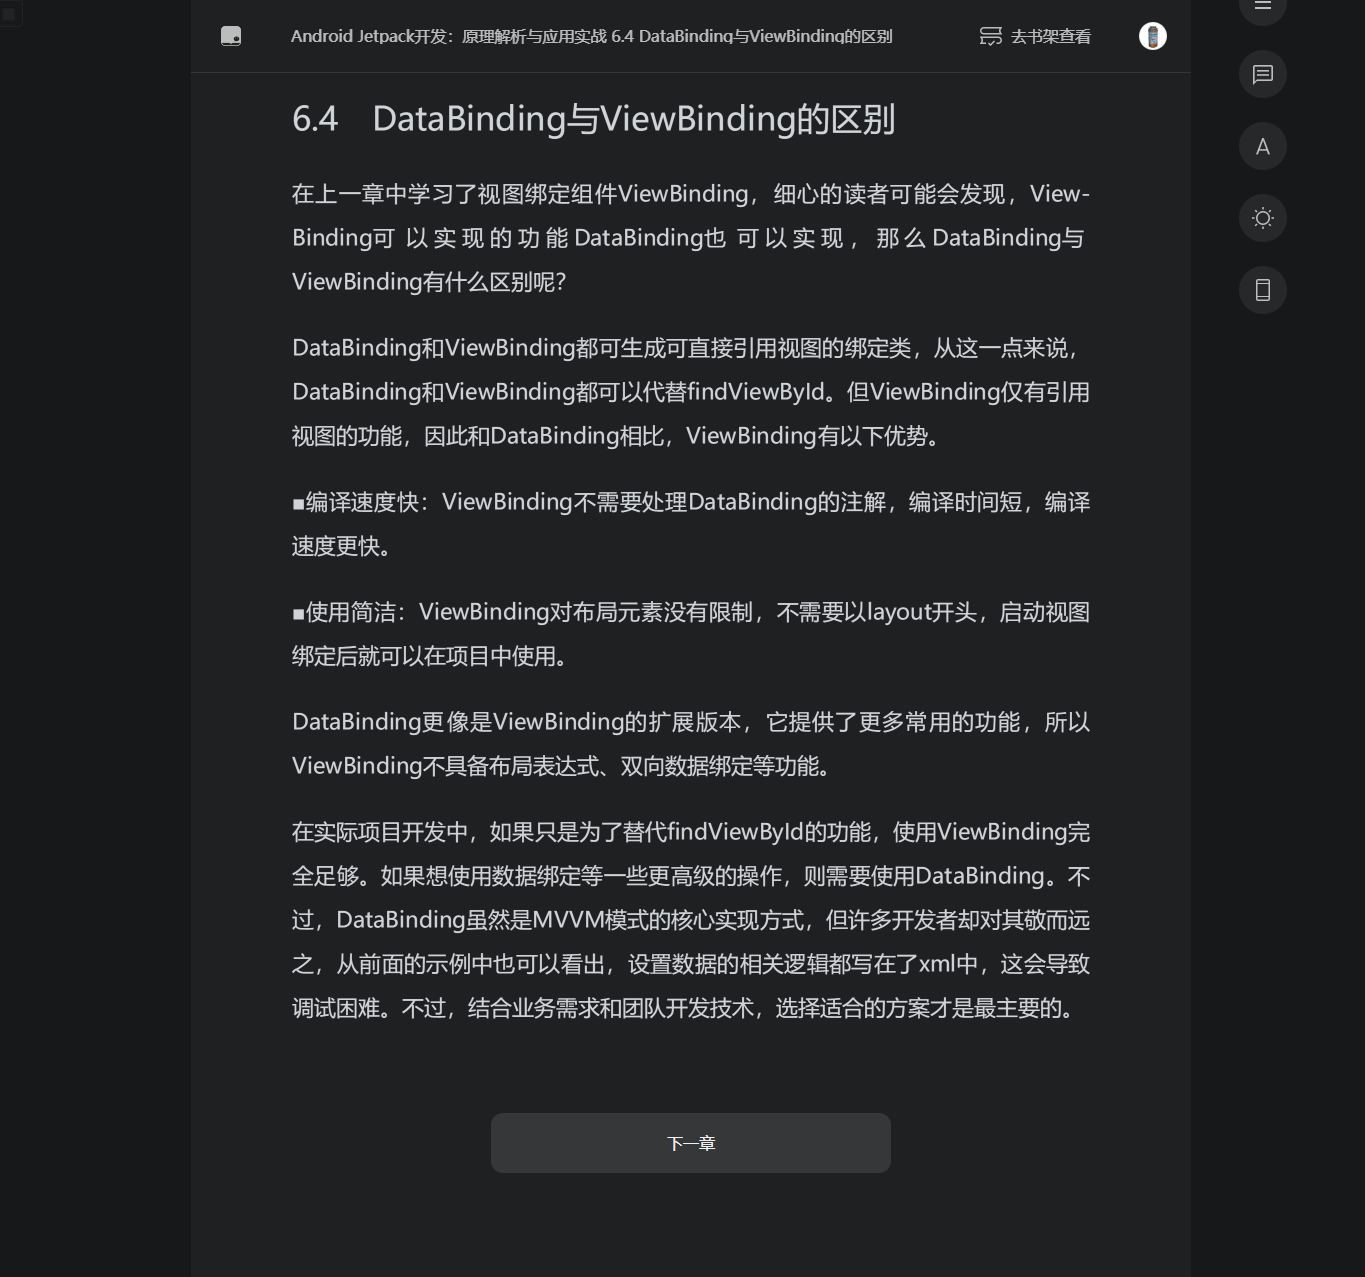 Android Jetpack开发：原理解析与应用实战 6.4 DataBinding与ViewBinding的区别
去书架查看
6.4 DataBinding与ViewBinding的区别
在上一章中学习了视图绑定组件ViewBinding，细心的读者可能会发现，View-
Binding可以实现的功能DataBinding也可以实现，那么DataBinding与
ViewBinding有什么区别呢？
DataBinding和ViewBinding都可生成可直接引用视图的绑定类，从这一点来说，
DataBinding和ViewBinding都可以代替findViewById。但ViewBinding仅有引用
视图的功能，因此和DataBinding相比，ViewBinding有以下优势。
■编译速度快：ViewBinding不需要处理DataBinding的注解，编译时间短，编译
速度更快。
■使用简洁：ViewBinding对布局元素没有限制，不需要以layout开头，启动视图
绑定后就可以在项目中使用。
DataBinding更像是ViewBinding的扩展版本，它提供了更多常用的功能，所以
ViewBinding不具备布局表达式、双向数据绑定等功能。
在实际项目开发中，如果只是为了替代findViewById的功能，使用ViewBinding完
全足够。如果想使用数据绑定等一些更高级的操作，则需要使用DataBinding。不
过，DataBinding虽然是MVVM模式的核心实现方式，但许多开发者却对其敬而远
之，从前面的示例中也可以看出，设置数据的相关逻辑都写在了xml中，这会导致
调试困难。不过，结合业务需求和团队开发技术，选择适合的方案才是最主要的。
下一章
A